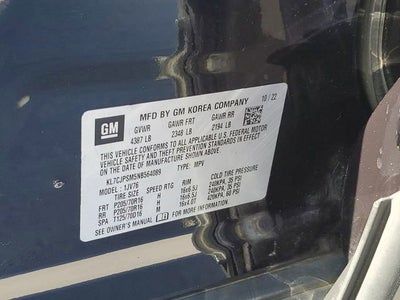 GM
MFD BY GM KOREA COMPANY 10 / 22
GVWR GAWR FRT GAWR RR
4387 LB 2348 LB 2194 LB
THIS VEHICLE CONFORMS TO ALL APPLICABLE U.S. FEDERAL MOTOR
VEHICLE SAFETY AND THEFT PREVENTION STANDARDS IN EFFECT ON THE
DATE OF MANUFACTURE SHOWN ABOVE.
KL7CJPSM5NB564089 TYPE: MPV
MODEL: 1JV76
TIRE SIZE SPEED RTG RIM COLD TIRE PRESSURE
FRT P205/70R16 H 16x6.5J 240KPA, 35 PSI
RR P205/70R16 H 16x6.5J 240KPA, 35 PSI
SPA T125/70D16 M 16x4.0T 420KPA, 60 PSI
SEE OWNER'S MANUAL FOR MORE INFORMATION.